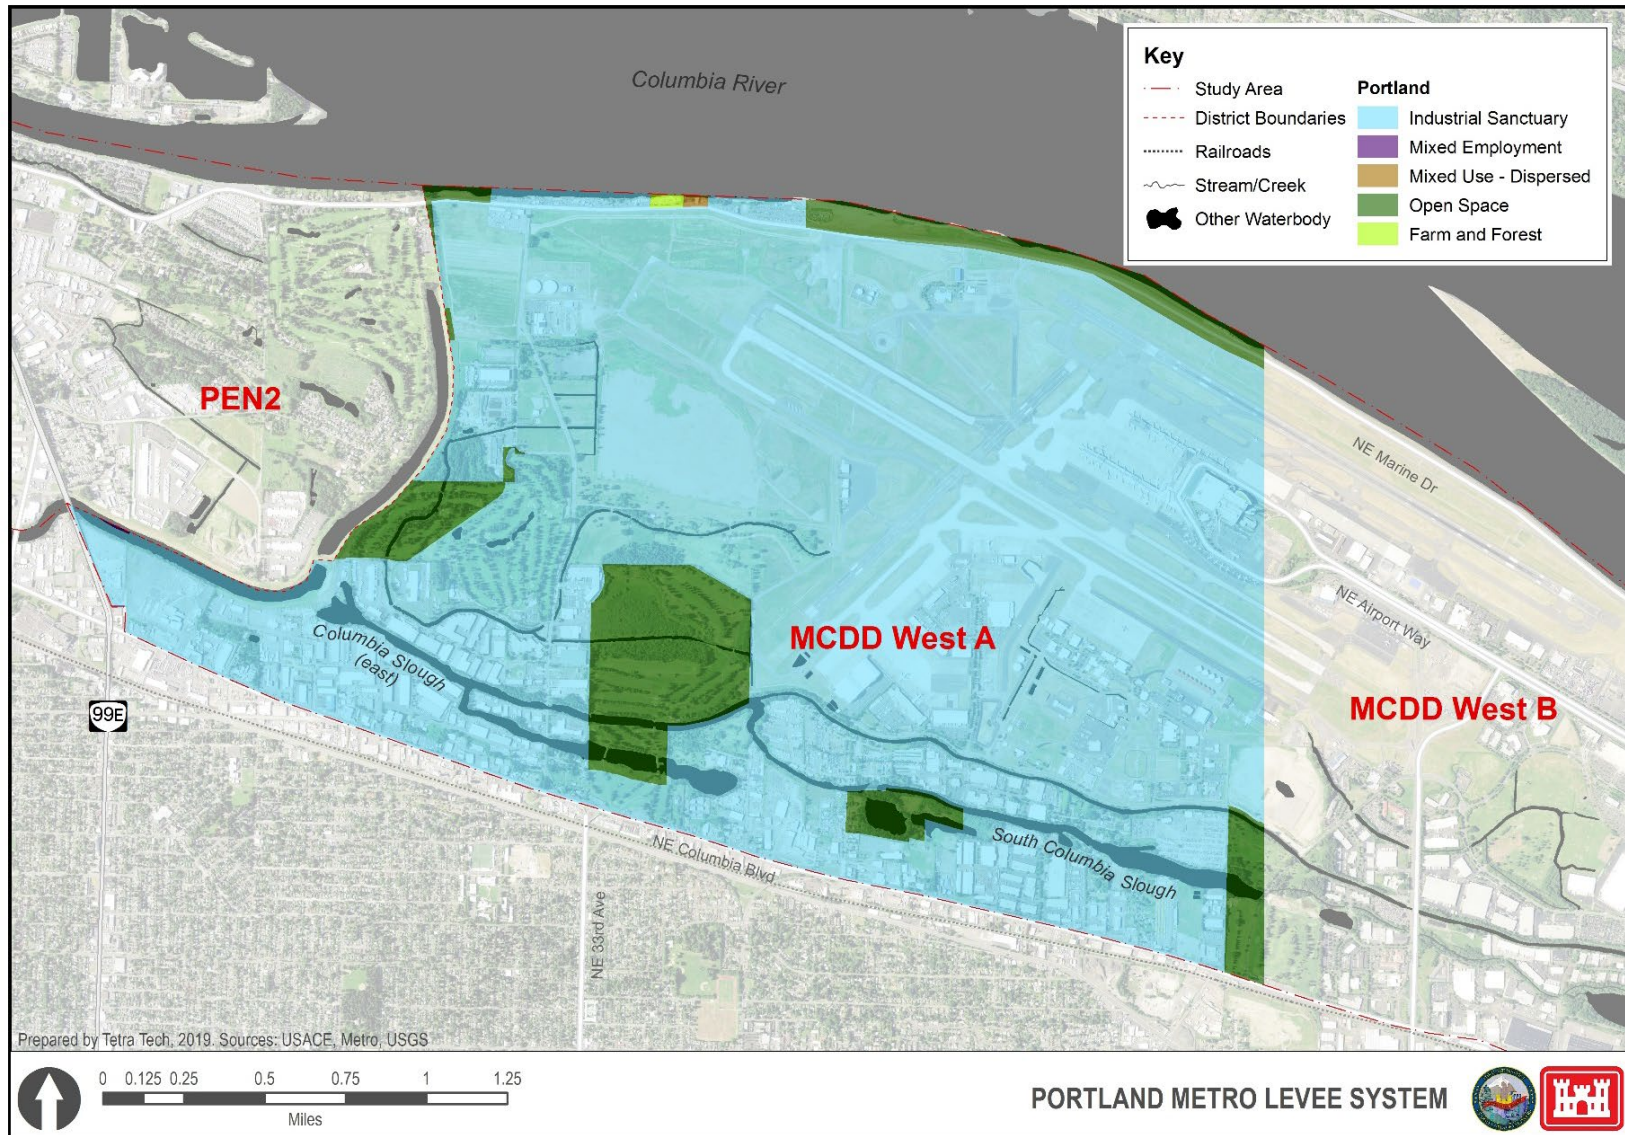 Columbia River
Key
Study Area
District Boundaries
Railroads
Stream/Creek
Other Waterbody
Portland
Industrial Sanctuary
Mixed Employment
Mixed Use - Dispersed
Open Space
Farm and Forest
PEN2
NE Marine Dr
NE Airport Way
MCDD West A
MCDD West B
Columbia Slough
(east)
99E
South Columbia Slough
NE Columbia Blvd
NE 33rd Ave
Prepared by Tetra Tech, 2019. Sources: USACE, Metro, USGS
0 0.125 0.25 0.5 0.75 1 1.25
Miles
PORTLAND METRO LEVEE SYSTEM